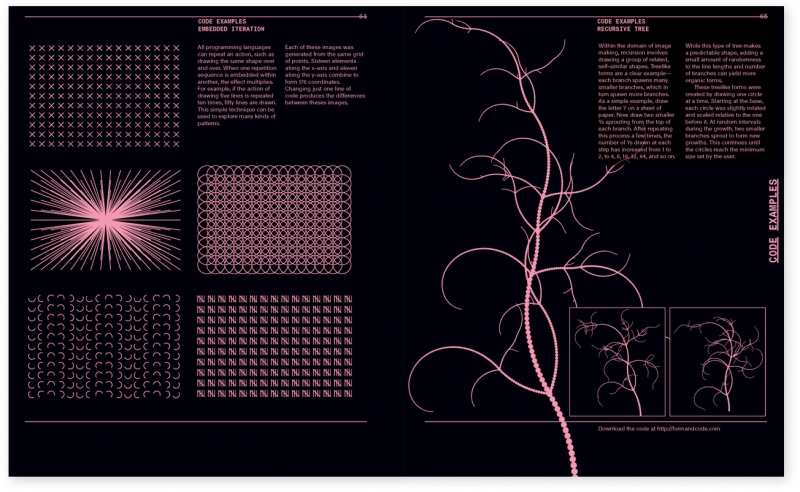 64
CODE EXAMPLES
EMBEDDED ITERATION
All programming languages
can repeat an action, such as
drawing the same shape over
and over. When one repetition
sequence is embedded within
another, the effect multiplies.
For example, if the action of
drawing five lines is repeated
ten times, fifty lines are drawn.
This simple technique can be
used to explore many kinds of
patterns.
Each of these images was
generated from the same grid
of points. Sixteen elements
along the x-axis and eleven
along the y-axis combine to
form 176 coordinates.
Changing just one line of
code produces the differences
between theses images.
65
CODE EXAMPLES
RECURSIVE TREE
Within the domain of image
making, recursion involves
drawing a group of related,
self-similar shapes. Treelike
forms are a clear example—
each branch spawns many
smaller branches, which in
turn spawn more branches.
As a simple example, draw
the letter Y on a sheet of
paper. Now draw two smaller
Ys sprouting from the top of
each branch. After repeating
this process a few times, the
number of Ys drawn at each
step has increased from 1 to
2, to 4, 8, 16, 32, 64, and so on.
While this type of tree makes
a predictable shape, adding a
small amount of randomness
to the line lengths and number
of branches can yield more
organic forms.
These treelike forms were
created by drawing one circle
at a time. Starting at the base,
each circle was slightly rotated
and scaled relative to the one
before it. At random intervals
during the growth, two smaller
branches sprout to form new
growths. This continues until
the circles reach the minimum
size set by the user.
CODE EXAMPLES
Download the code at http://formandcode.com